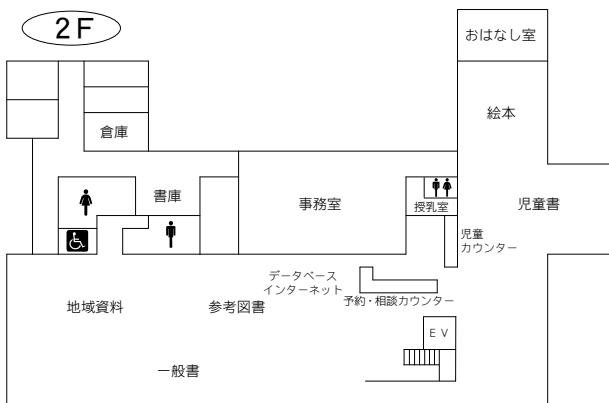 2F
おはなし室
絵本
倉庫
書庫
事務室
授乳室
児童書
児童
カウンター
データベース
インターネット
予約・相談カウンター
地域資料
参考図書
EV
一般書